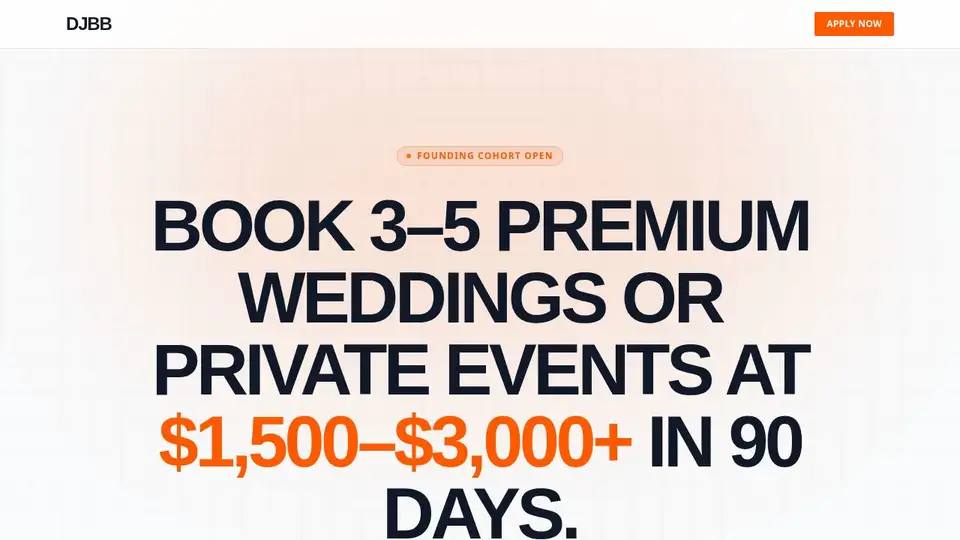 DJBB
APPLY NOW
FOUNDING COHORT OPEN
BOOK 3–5 PREMIUM
WEDDINGS OR
PRIVATE EVENTS AT
$1,500–$3,000+ IN 90
DAYS.